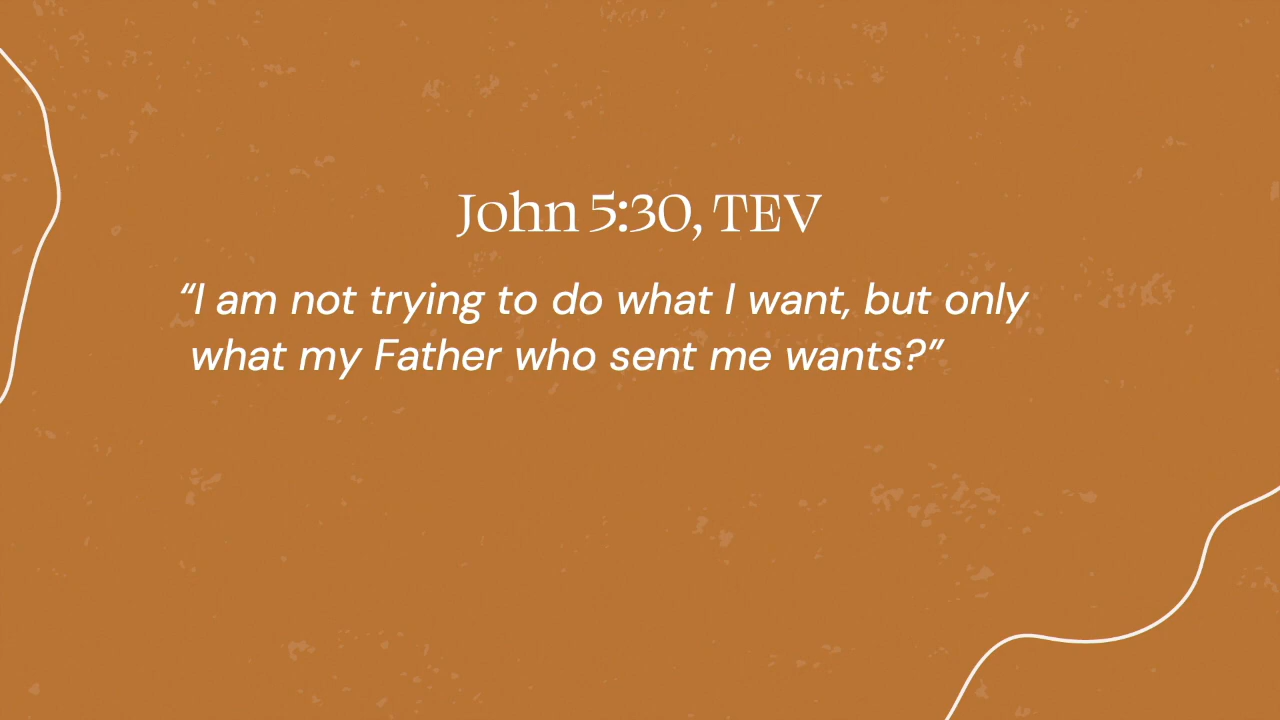 John 5:30, TEV
“I am not trying to do what I want, but only
what my Father who sent me wants?”